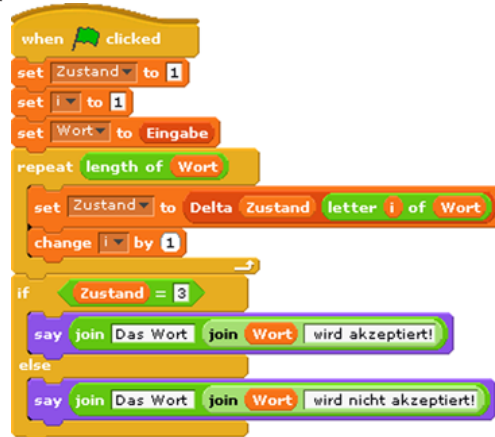 when clicked
set Zustand to 1
set i to 1
set Wort to Eingabe
repeat length of Wort
set Zustand to Delta Zustand letter i of Wort
change i by 1
if Zustand = 3
say join Das Wort join Wort wird akzeptiert!
else
say join Das Wort join Wort wird nicht akzeptiert!